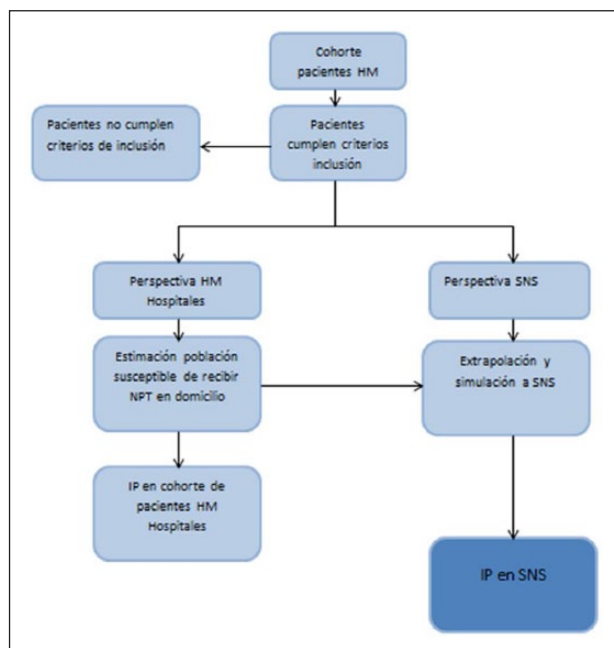 Cohorte
pacientes HM
Pacientes no cumplen
criterios de inclusión
Pacientes
cumplen criterios
inclusión
Perspectiva HM
Hospitales
Perspectiva SNS
Estimación población
susceptible de recibir
NPT en domicilio
Extrapolación y
simulación a SNS
IP en cohorte de
pacientes HM
Hospitales
IP en SNS